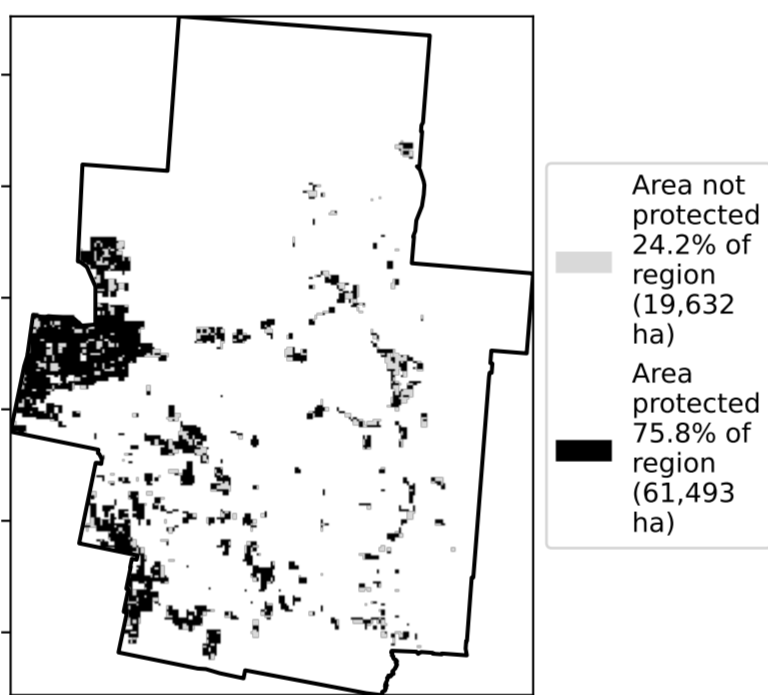 Area not
protected
24.2% of
region
(19,632
ha)
Area
protected
75.8% of
region
(61,493
ha)